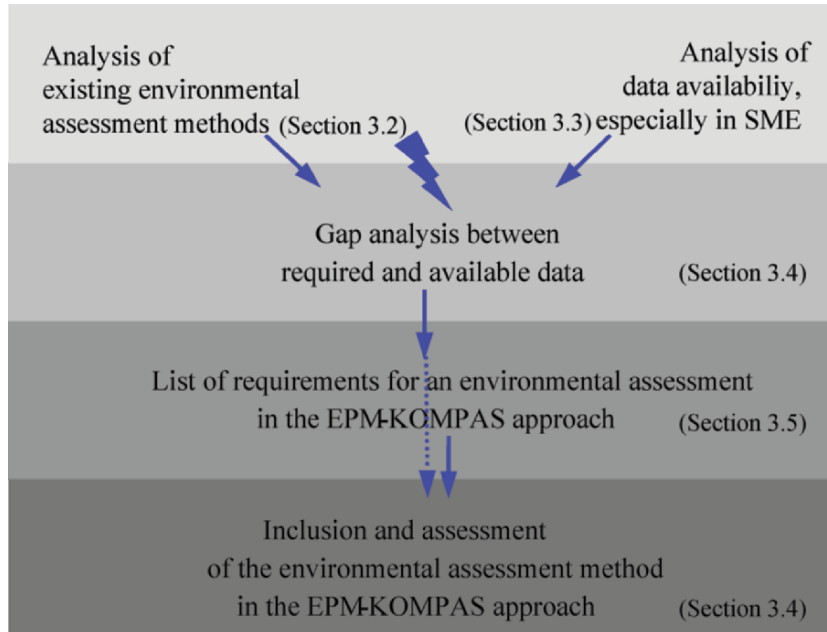 Analysis of
existing environmental
assessment methods (Section 3.2)
Analysis of
data availabiliy,
(Section 3.3) especially in SME
Gap analysis between
required and available data
(Section 3.4)
List of requirements for an environmental assessment
in the EPM-KOMPAS approach
(Section 3.5)
Inclusion and assessment
of the environmental assessment method
in the EPM-KOMPAS approach
(Section 3.4)